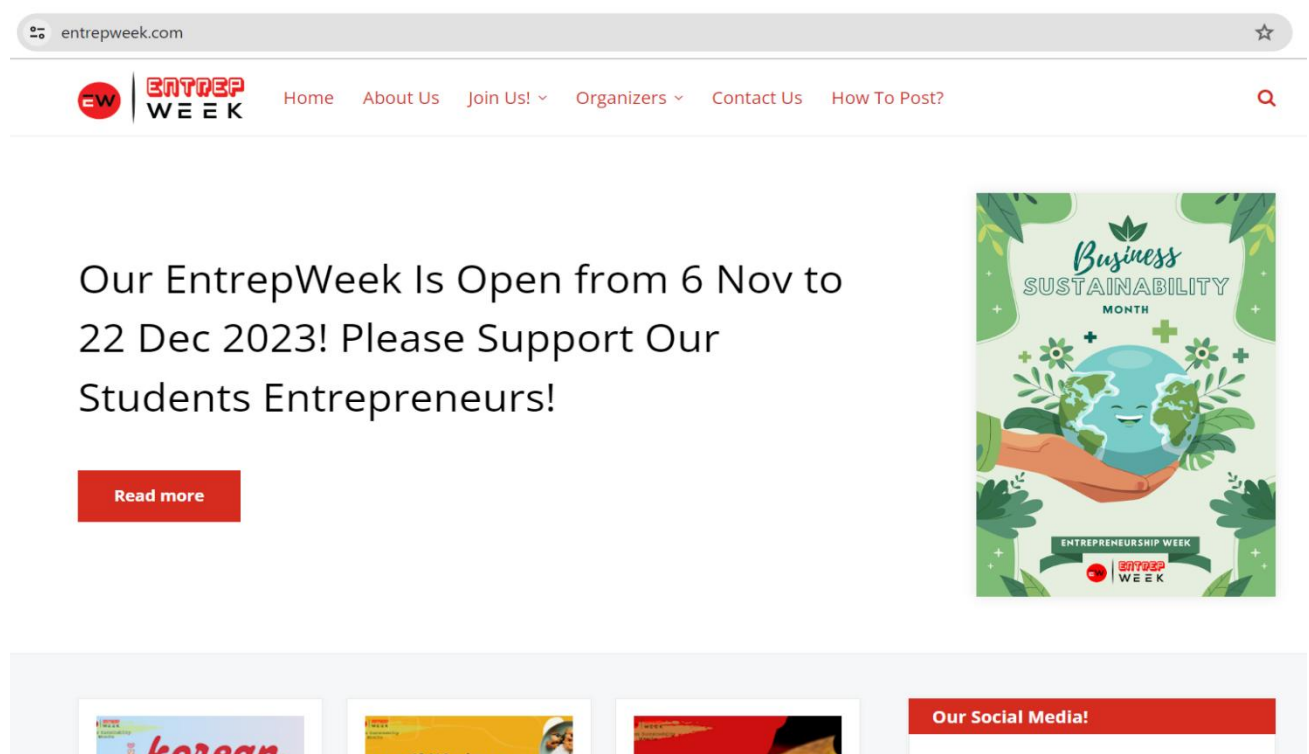 entrepweek.com
EW ENTREP WEEK
Home About Us Join Us! Organizers Contact Us How To Post?
Our EntrepWeek Is Open from 6 Nov to
22 Dec 2023! Please Support Our
Students Entrepreneurs!
Read more
Business
SUSTAINABILITY
MONTH
ENTREPRENEURSHIP WEEK
EW ENTREP WEEK
korean
Our Social Media!